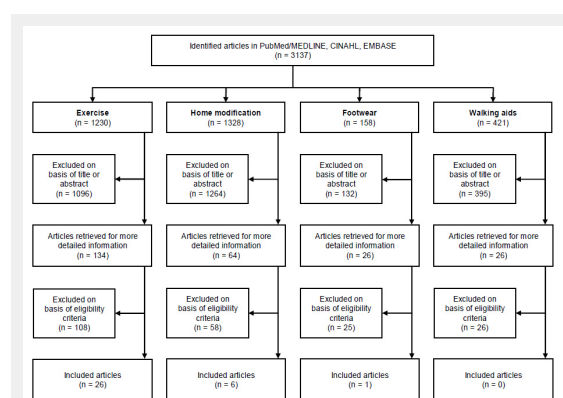 Identified articles in PubMed/MEDLINE, CINAHL, EMBASE
(n = 3137)
Exercise
(n = 1230)
Home modification
(n = 1328)
Footwear
(n = 158)
Walking aids
(n = 421)
Excluded on
basis of title or
abstract
(n = 1096)
Excluded on
basis of title or
abstract
(n = 1264)
Excluded on
basis of title or
abstract
(n = 132)
Excluded on
basis of title or
abstract
(n = 395)
Articles retrieved for more
detailed information
(n = 134)
Articles retrieved for more
detailed information
(n = 64)
Articles retrieved for more
detailed information
(n = 26)
Articles retrieved for more
detailed information
(n = 26)
Excluded on
basis of eligibility
criteria
(n = 108)
Excluded on
basis of eligibility
criteria
(n = 58)
Excluded on
basis of eligibility
criteria
(n = 25)
Excluded on
basis of eligibility
criteria
(n = 26)
Included articles
(n = 26)
Included articles
(n = 6)
Included articles
(n = 1)
Included articles
(n = 0)